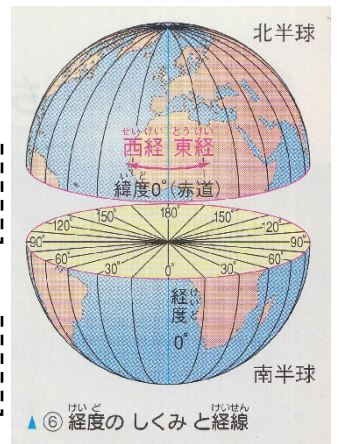 北半球
せいけい とうけい
西経 東経
いど
緯度0°(赤道)
180°
150° 150°
120° 120°
90° 90°
60° 60°
30° 0° 30°
けいど
経度0°
南半球
けいど けいせん
▲⑥ 経度の しくみ と経線